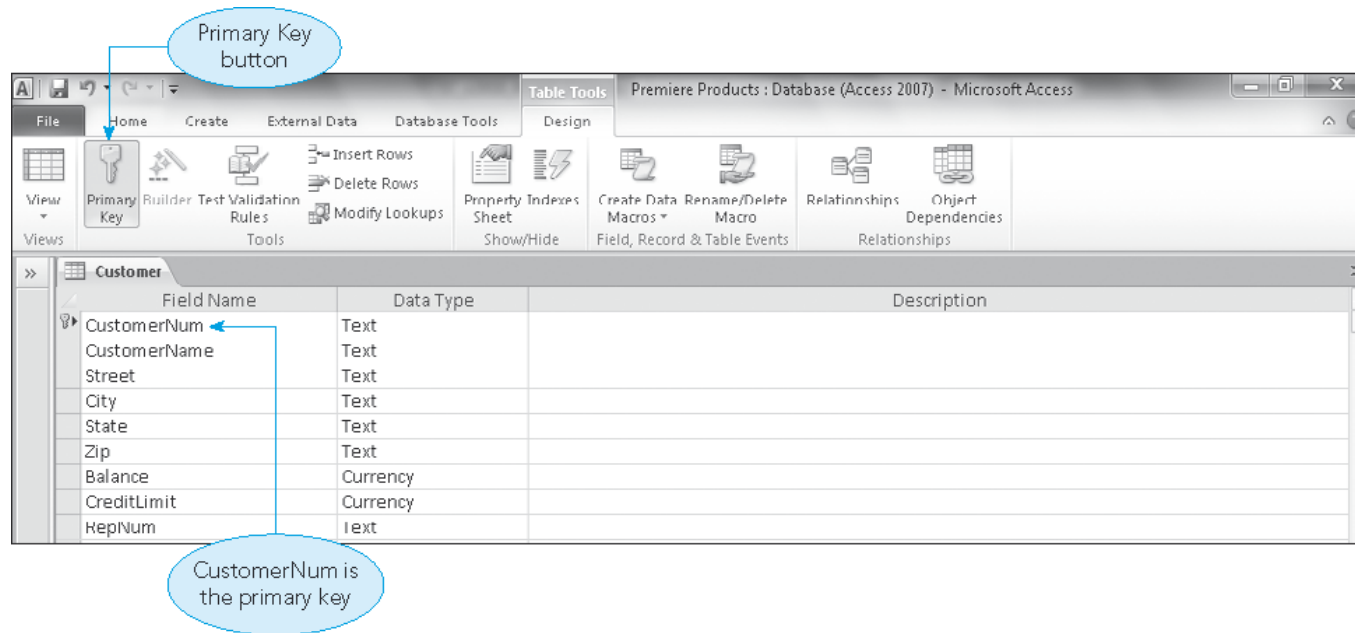 Primary Key
button
A
Table Tools
Premiere Products : Database (Access 2007) - Microsoft Access
X
File Home Create External Data Database Tools Design
View
Primary
Key
Builder
Test Validation
Rules
Insert Rows
Delete Rows
Modify Lookups
Property
Sheet
Indexes
Create Data
Macros
Rename/Delete
Macro
Relationships
Object
Dependencies
Views Tools Show/Hide Field, Record & Table Events Relationships
» Customer
Field Name Data Type Description
CustomerNum Text
CustomerName Text
Street Text
City Text
State Text
Zip Text
Balance Currency
CreditLimit Currency
RepNum Text
CustomerNum is
the primary key